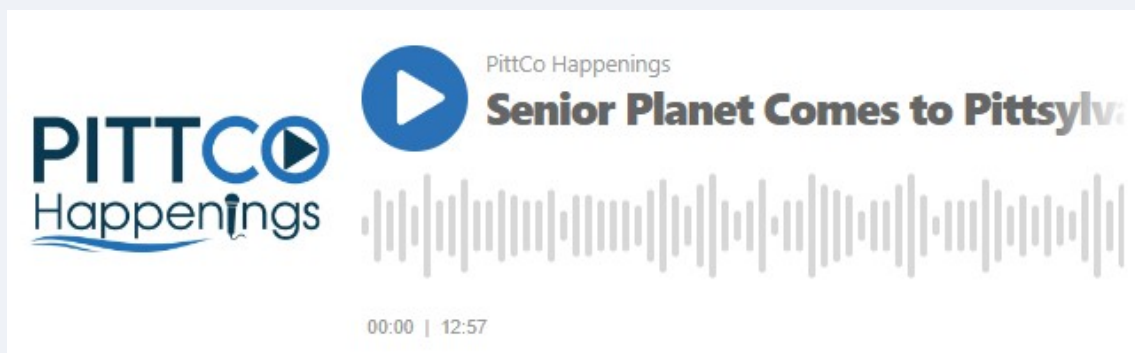 PITTCO
Happenings
PittCo Happenings
Senior Planet Comes to Pittsylv
00:00 | 12:57